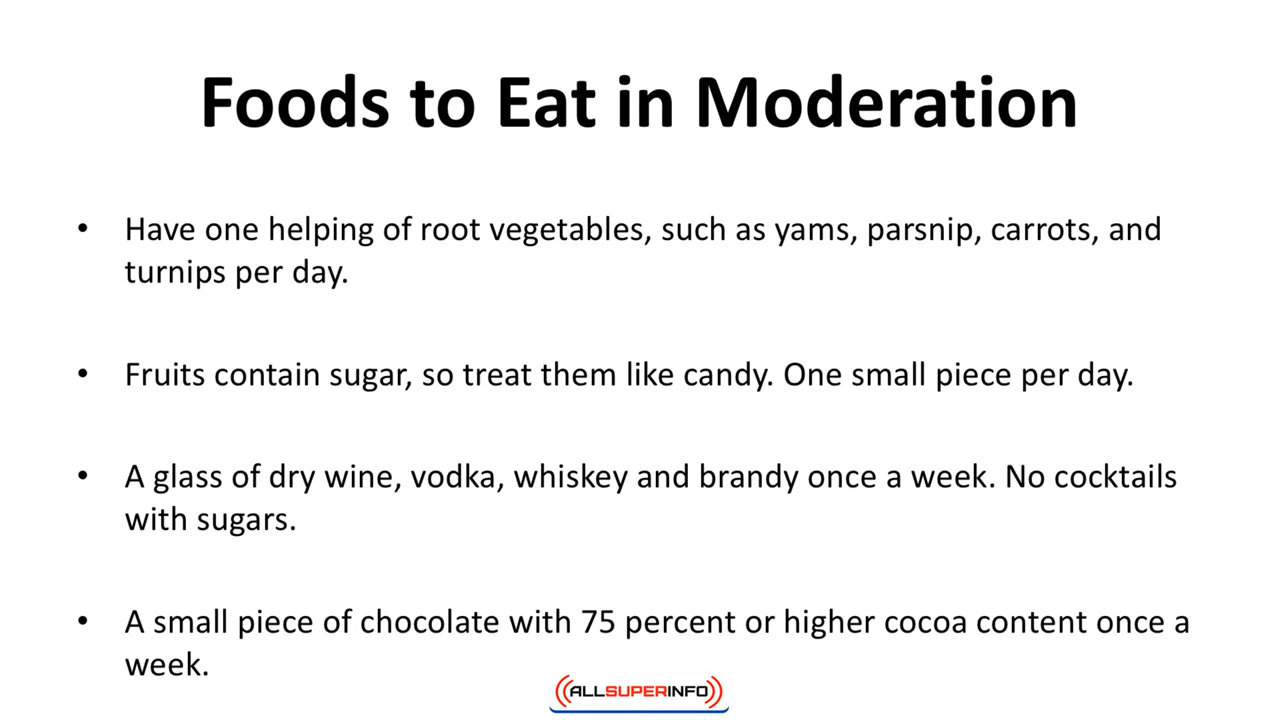 Foods to Eat in Moderation
• Have one helping of root vegetables, such as yams, parsnip, carrots, and
turnips per day.
• Fruits contain sugar, so treat them like candy. One small piece per day.
• A glass of dry wine, vodka, whiskey and brandy once a week. No cocktails
with sugars.
• A small piece of chocolate with 75 percent or higher cocoa content once a
week.
ALLSUPERINFO